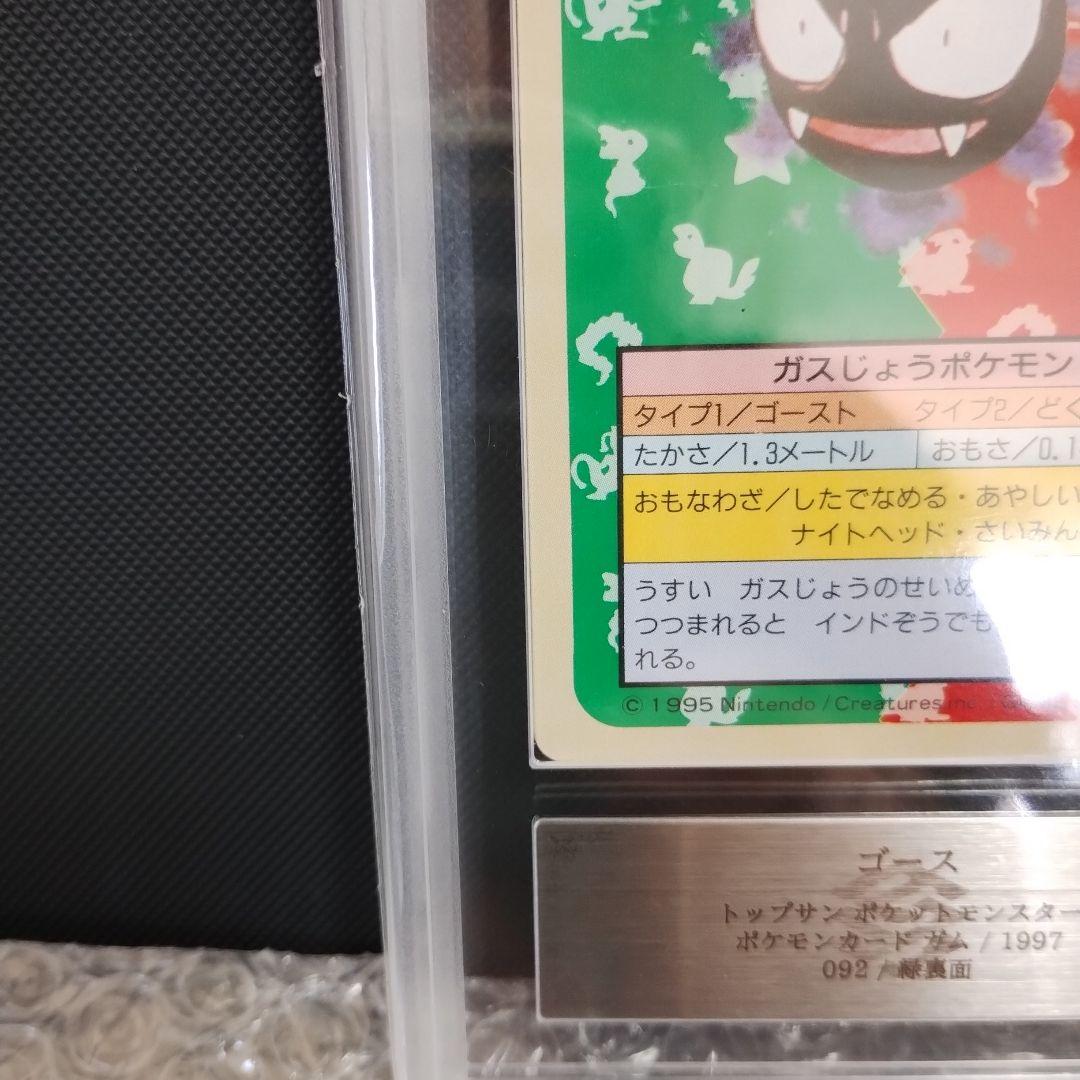 ガスじょうポケモン
タイプ1/ゴースト タイプ2/どく
たかさ/1.3メートル おもさ/0.1
おもなわざ/したでなめる・あやしい
ナイトヘッド・さいみん
うすい ガスじょうのせいめ
つつまれると インドぞうでも
れる。
© 1995 Nintendo / Creatures inc.
ゴース
トップサン ポケットモンスター
ポケモンカード ガム / 1997
092 / 緑裏面